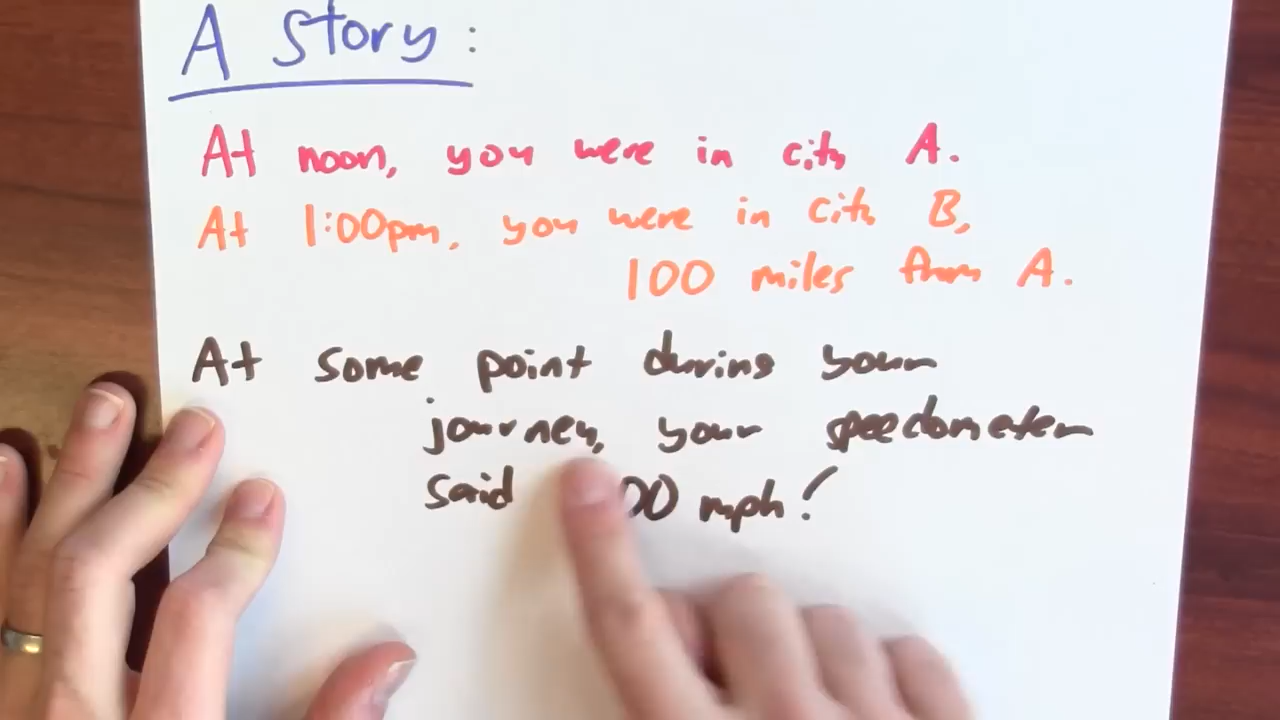 A Story:
At noon, you were in city A.
At 1:00pm, you were in city B,
100 miles from A.
At some point during your
journey, your speedometer
said 00 mph!